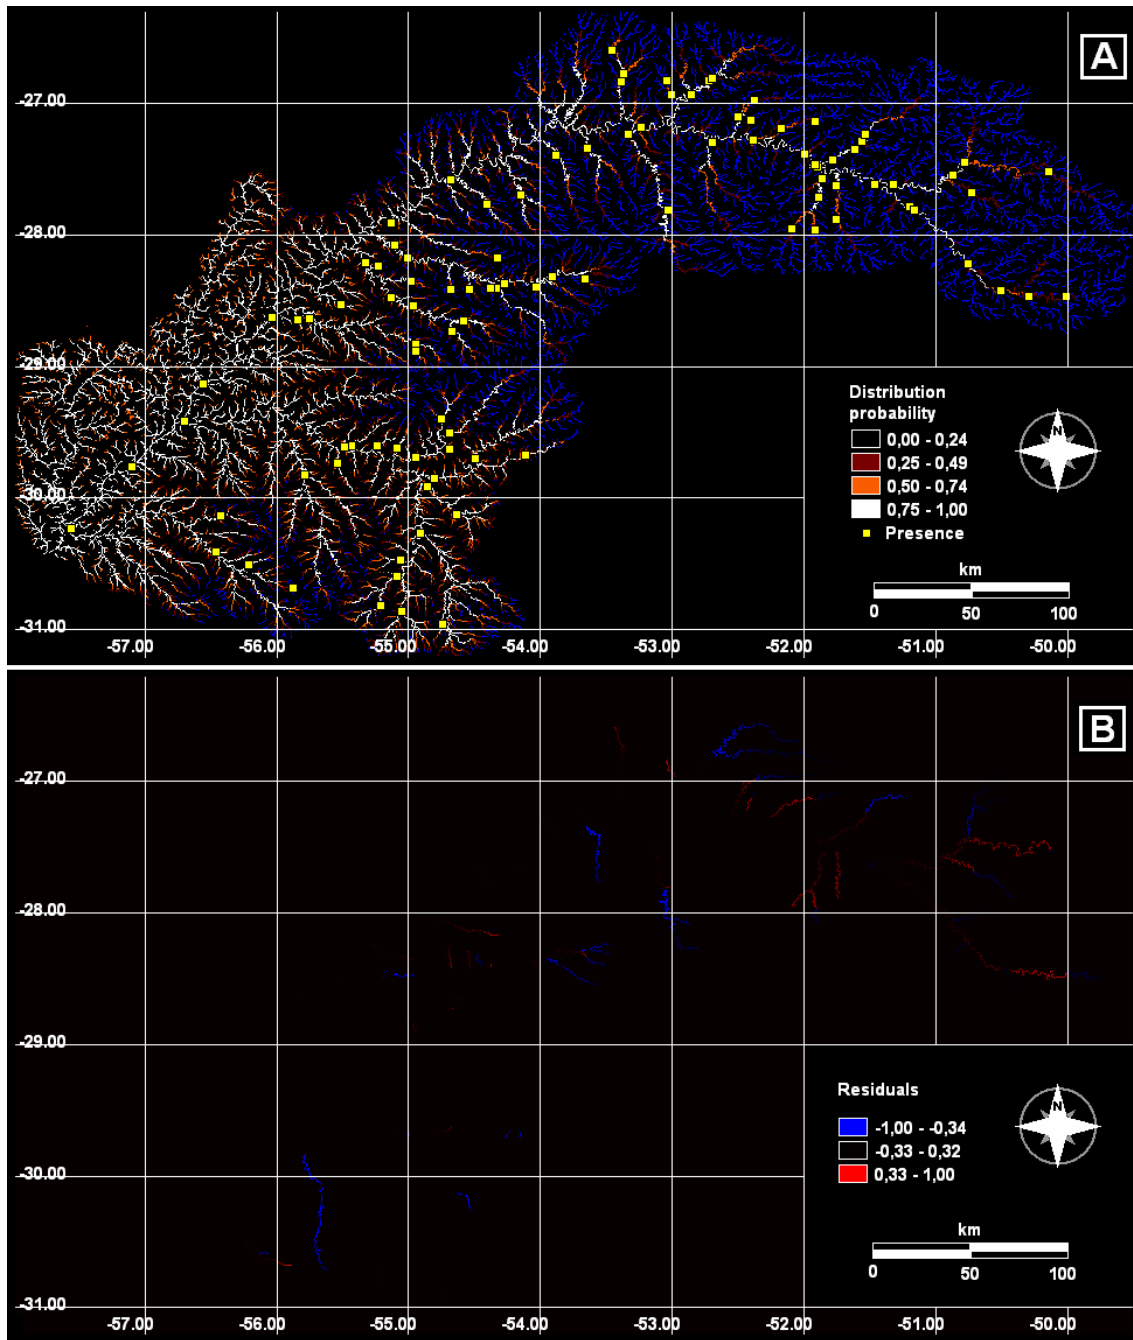 A
-27.00
-28.00
-29.00
-30.00
-31.00
-57.00
-56.00
-55.00
-54.00
-53.00
-52.00
-51.00
-50.00
Distribution
probability
0,00 - 0,24
0,25 - 0,49
0,50 - 0,74
0,75 - 1,00
Presence
N
km
0
50
100
B
-27.00
-28.00
-29.00
-30.00
-31.00
-57.00
-56.00
-55.00
-54.00
-53.00
-52.00
-51.00
-50.00
Residuals
-1,00 - -0,34
-0,33 - 0,32
0,33 - 1,00
N
km
0
50
100